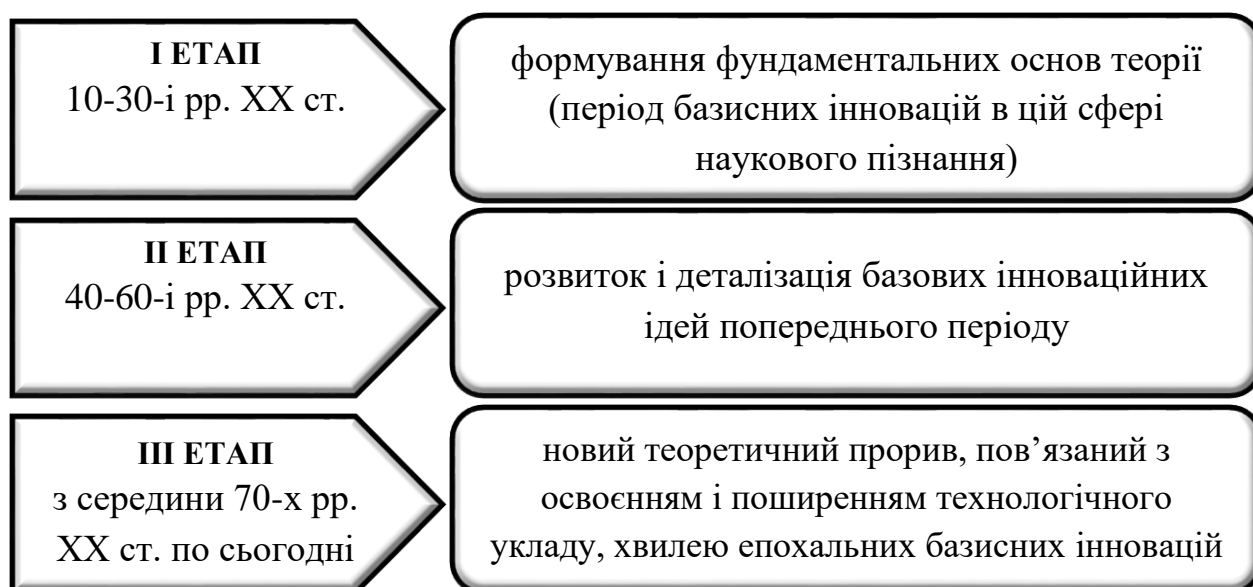 І ЕТАП
10-30-і рр. ХХ ст.
формування фундаментальних основ теорії
(період базисних інновацій в цій сфері
наукового пізнання)
ІІ ЕТАП
40-60-і рр. ХХ ст.
розвиток і деталізація базових інноваційних
ідей попереднього періоду
ІІІ ЕТАП
з середини 70-х рр.
ХХ ст. по сьогодні
новий теоретичний прорив, пов’язаний з
освоєнням і поширенням технологічного
укладу, хвилею епохальних базисних інновацій